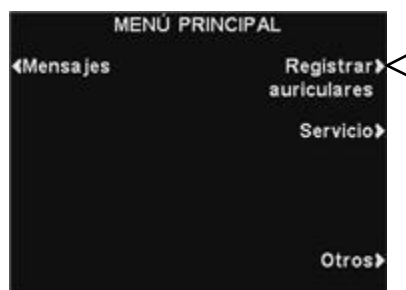 MENÚ PRINCIPAL
Mensajes
Registrar
auriculares
Servicio
Otros